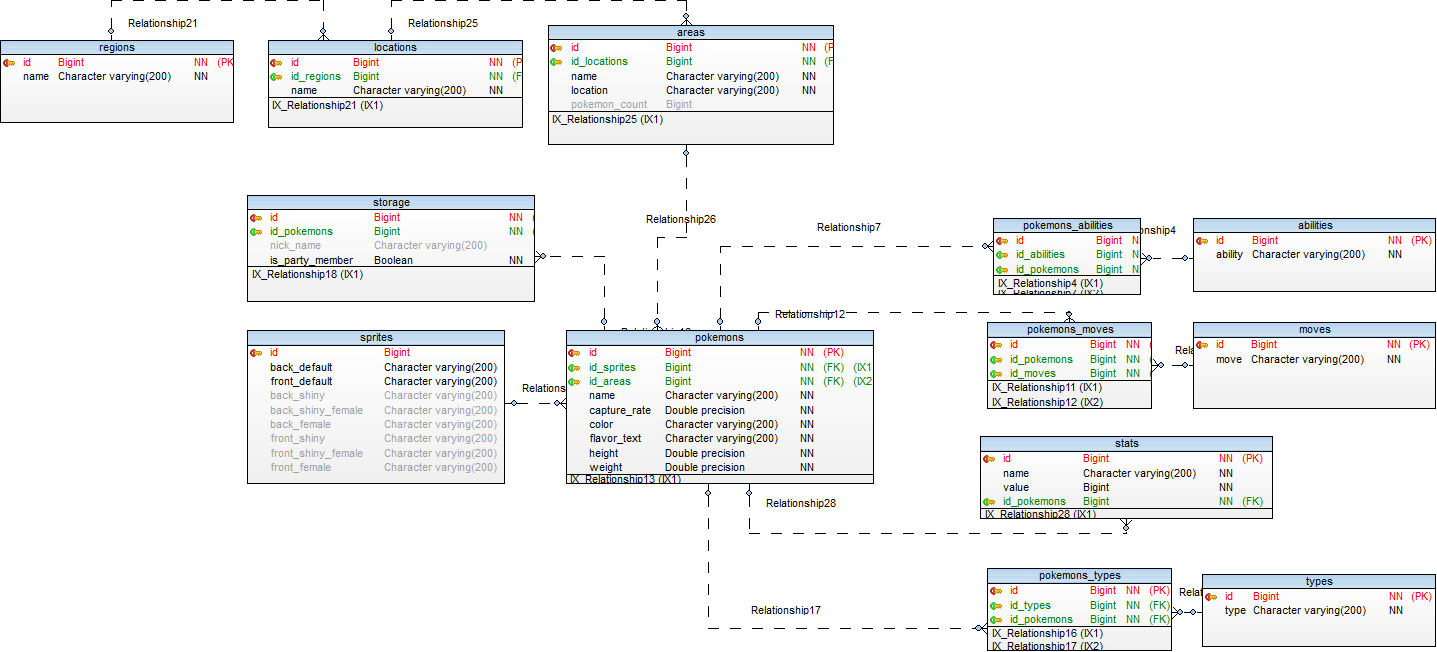 Relationship21
Relationship25
regions
id Bigint NN (PK
name Character varying(200) NN
locations
id Bigint NN (P
id_regions Bigint NN (F
name Character varying(200) NN
IX_Relationship21 (IX1)
areas
id Bigint NN (P
id_locations Bigint NN (F
name Character varying(200) NN
location Character varying(200) NN
pokemon_count Bigint
IX_Relationship25 (IX1)
storage
id Bigint NN (
id_pokemons Bigint NN (
nick_name Character varying(200)
is_party_member Boolean NN
IX_Relationship18 (IX1)
Relationship26
Relationship7
pokemons_abilities
id Bigint N
id_abilities Bigint N
id_pokemons Bigint N
IX_Relationship4 (IX1)
IX_Relationship7 (IX2)
nship4
abilities
id Bigint NN (PK)
ability Character varying(200) NN
Relationship12
sprites
id Bigint
back_default Character varying(200)
front_default Character varying(200)
back_shiny Character varying(200)
back_shiny_female Character varying(200)
back_female Character varying(200)
front_shiny Character varying(200)
front_shiny_female Character varying(200)
front_female Character varying(200)
Relations
pokemons
id Bigint NN (PK)
id_sprites Bigint NN (FK) (IX1
id_areas Bigint NN (FK) (IX2
name Character varying(200) NN
capture_rate Double precision NN
color Character varying(200) NN
flavor_text Character varying(200) NN
height Double precision NN
weight Double precision NN
IX_Relationship13 (IX1)
pokemons_moves
id Bigint NN (
id_pokemons Bigint NN (
id_moves Bigint NN (
IX_Relationship11 (IX1)
IX_Relationship12 (IX2)
Rela
moves
id Bigint NN (PK)
move Character varying(200) NN
stats
id Bigint NN (PK)
name Character varying(200) NN
value Bigint NN
id_pokemons Bigint NN (FK)
IX_Relationship28 (IX1)
Relationship28
Relationship17
pokemons_types
id Bigint NN (PK)
id_types Bigint NN (FK)
id_pokemons Bigint NN (FK)
IX_Relationship16 (IX1)
IX_Relationship17 (IX2)
Relat
types
id Bigint NN (PK)
type Character varying(200) NN